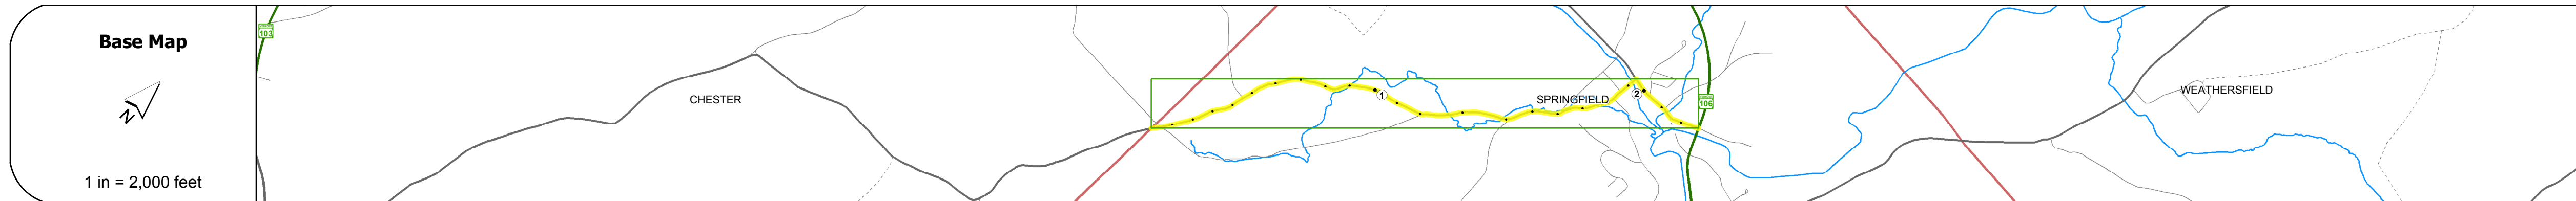 Base Map
N
1 in = 2,000 feet
103
CHESTER
1
SPRINGFIELD
2
106
WEATHERSFIELD